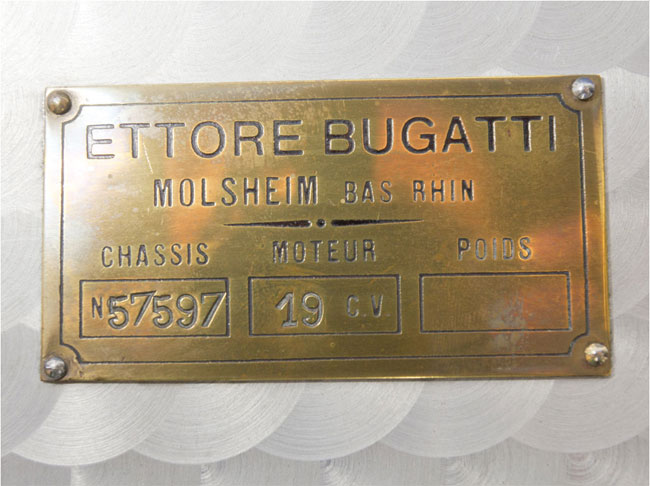 ETTORE BUGATTI
MOLSHEIM BAS RHIN
CHASSIS MOTEUR POIDS
N57597 19 C.V.